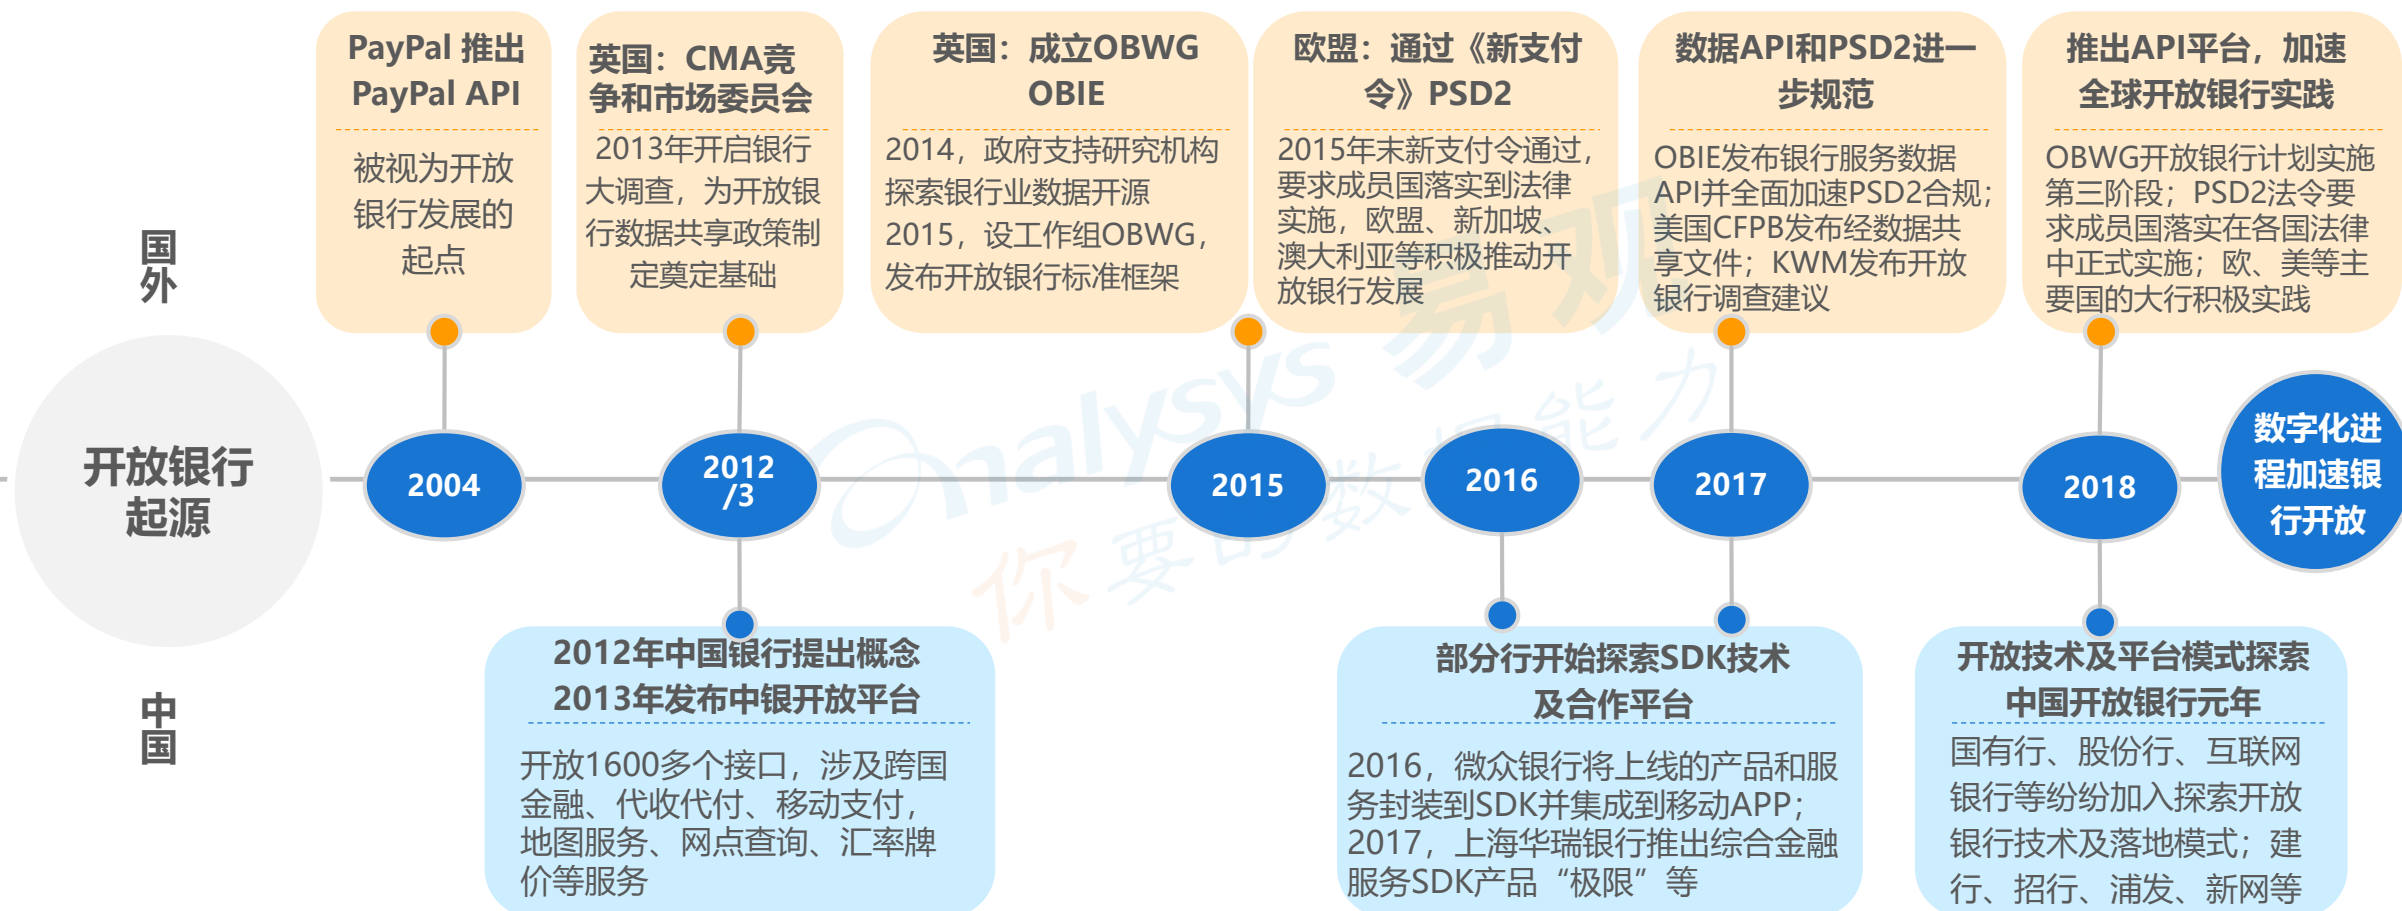 PayPal 推出
PayPal API
被视为开放
银行发展的
起点
英国：CMA竞
争和市场委员会
2013年开启银行
大调查，为开放银
行数据共享政策制
定奠定基础
英国：成立OBWG
OBIE
2014，政府支持研究机构
探索银行业数据开源
2015，设工作组OBWG，
发布开放银行标准框架
欧盟：通过《新支付
令》PSD2
2015年末新支付令通过，
要求成员国落实到法律
实施，欧盟、新加坡、
澳大利亚等积极推动开
放银行发展
数据API和PSD2进一
步规范
OBIE发布银行服务数据
API并全面加速PSD2合规；
美国CFPB发布经数据共
享文件；KWM发布开放
银行调查建议
推出API平台，加速
全球开放银行实践
OBWG开放银行计划实施
第三阶段；PSD2法令要
求成员国落实在各国法律
中正式实施；欧、美等主
要国的大行积极实践
国外
开放银行
起源
2004
2012
/3
2015
2016
2017
2018
数字化进
程加速银
行开放
analysys 易观
你要的数据能力
中国
2012年中国银行提出概念
2013年发布中银开放平台
开放1600多个接口，涉及跨国
金融、代收代付、移动支付，
地图服务、网点查询、汇率牌
价等服务
部分行开始探索SDK技术
及合作平台
2016，微众银行将上线的产品和服
务封装到SDK并集成到移动APP；
2017，上海华瑞银行推出综合金融
服务SDK产品“极限”等
开放技术及平台模式探索
中国开放银行元年
国有行、股份行、互联网
银行等纷纷加入探索开放
银行技术及落地模式；建
行、招行、浦发、新网等